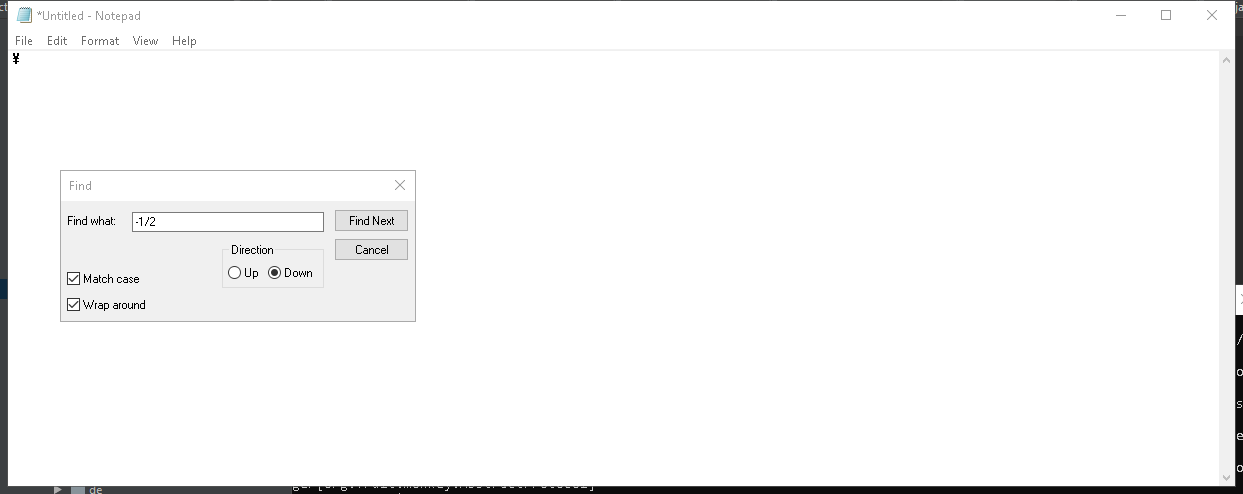 *Untitled - Notepad
File Edit Format View Help
¥
Find
Find what: -1/2 Find Next
Direction Cancel
Up Down
Match case
Wrap around
de